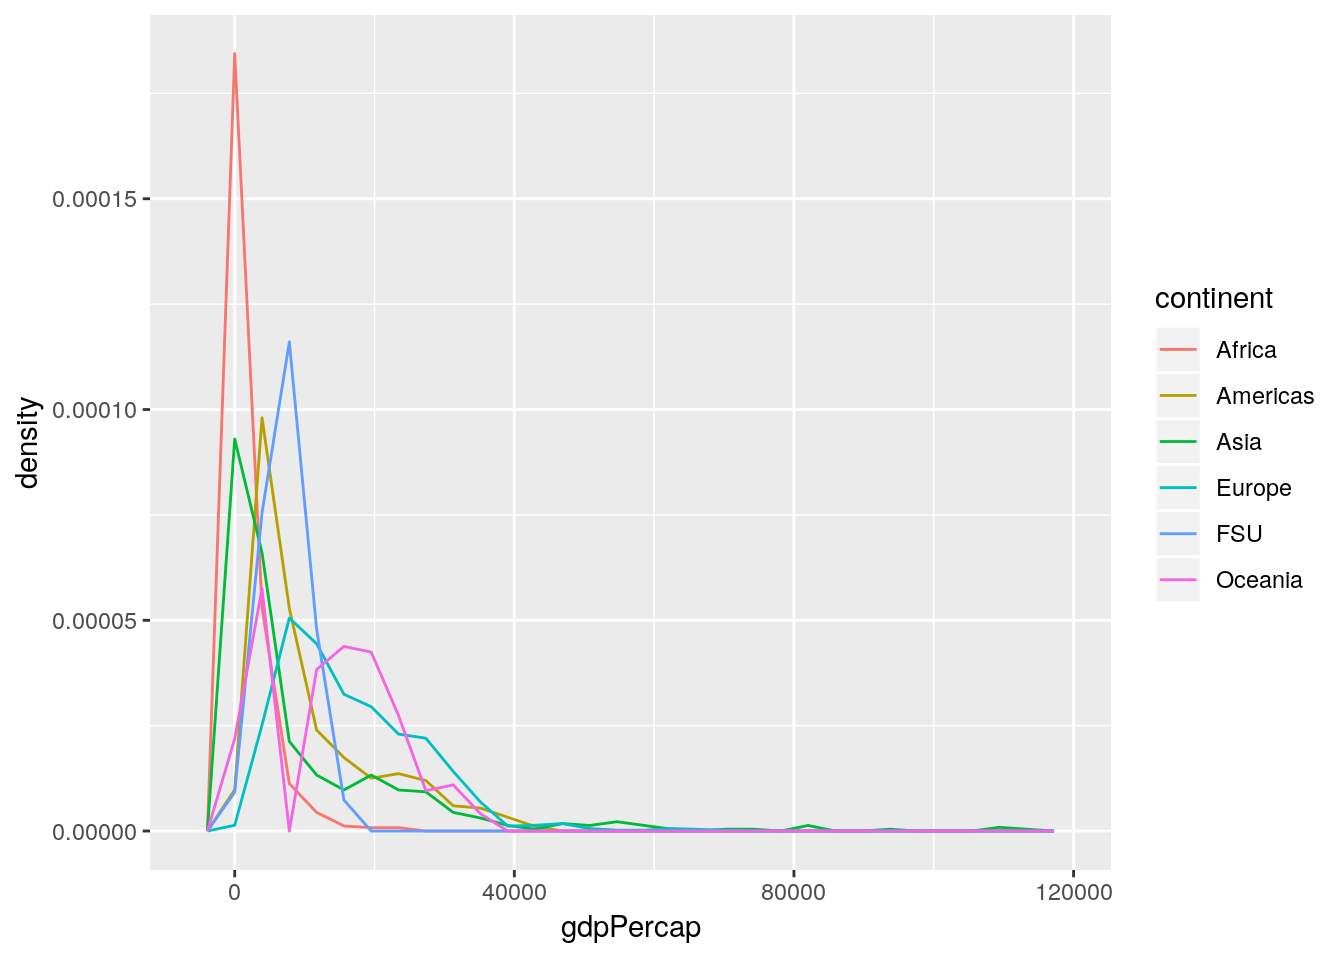 0.00015
0.00010
0.00005
0.00000
density
0 40000 80000 120000
gdpPercap
continent
Africa
Americas
Asia
Europe
FSU
Oceania